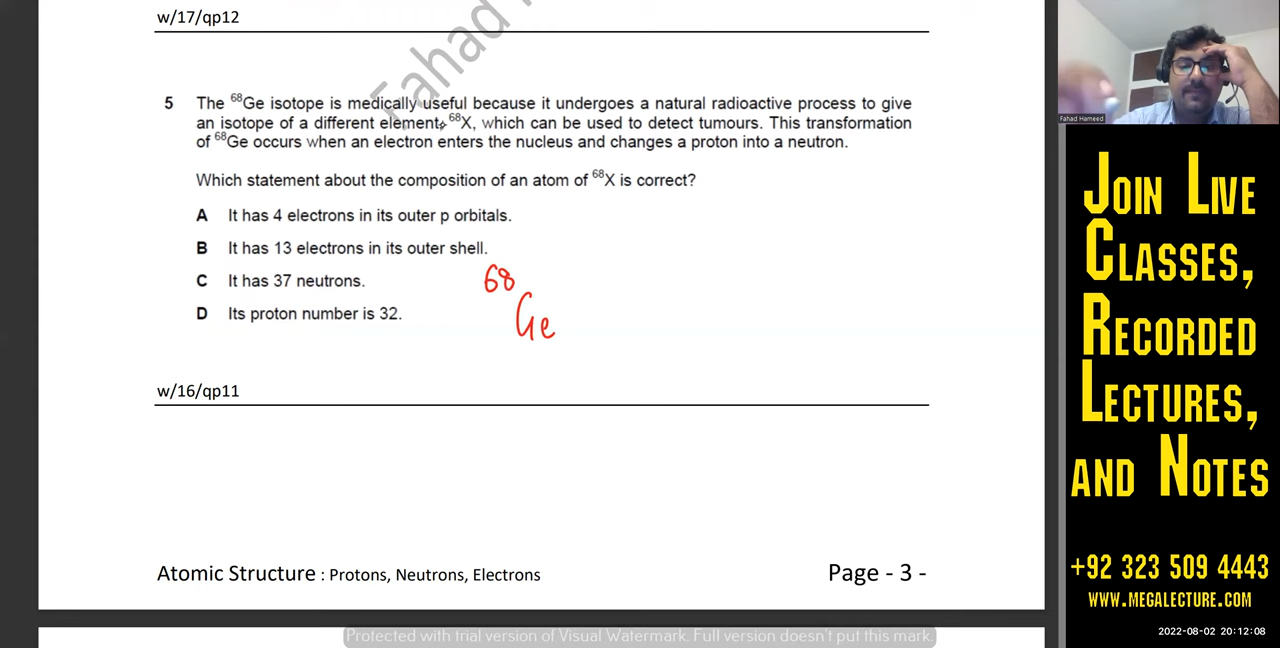 w/17/qp12
Fahad
5 The ⁶⁸Ge isotope is medically useful because it undergoes a natural radioactive process to give
an isotope of a different element, ⁶⁸X, which can be used to detect tumours. This transformation
of ⁶⁸Ge occurs when an electron enters the nucleus and changes a proton into a neutron.
Which statement about the composition of an atom of ⁶⁸X is correct?
A It has 4 electrons in its outer p orbitals.
B It has 13 electrons in its outer shell.
C It has 37 neutrons.
D Its proton number is 32.
68
Ge
w/16/qp11
Atomic Structure : Protons, Neutrons, Electrons Page - 3 -
Protected with trial version of Visual Watermark. Full version doesn't put this mark.
Fahad Hameed
JOIN LIVE
CLASSES,
RECORDED
LECTURES,
AND NOTES
+92 323 509 4443
WWW.MEGALECTURE.COM
2022-08-02 20:12:08